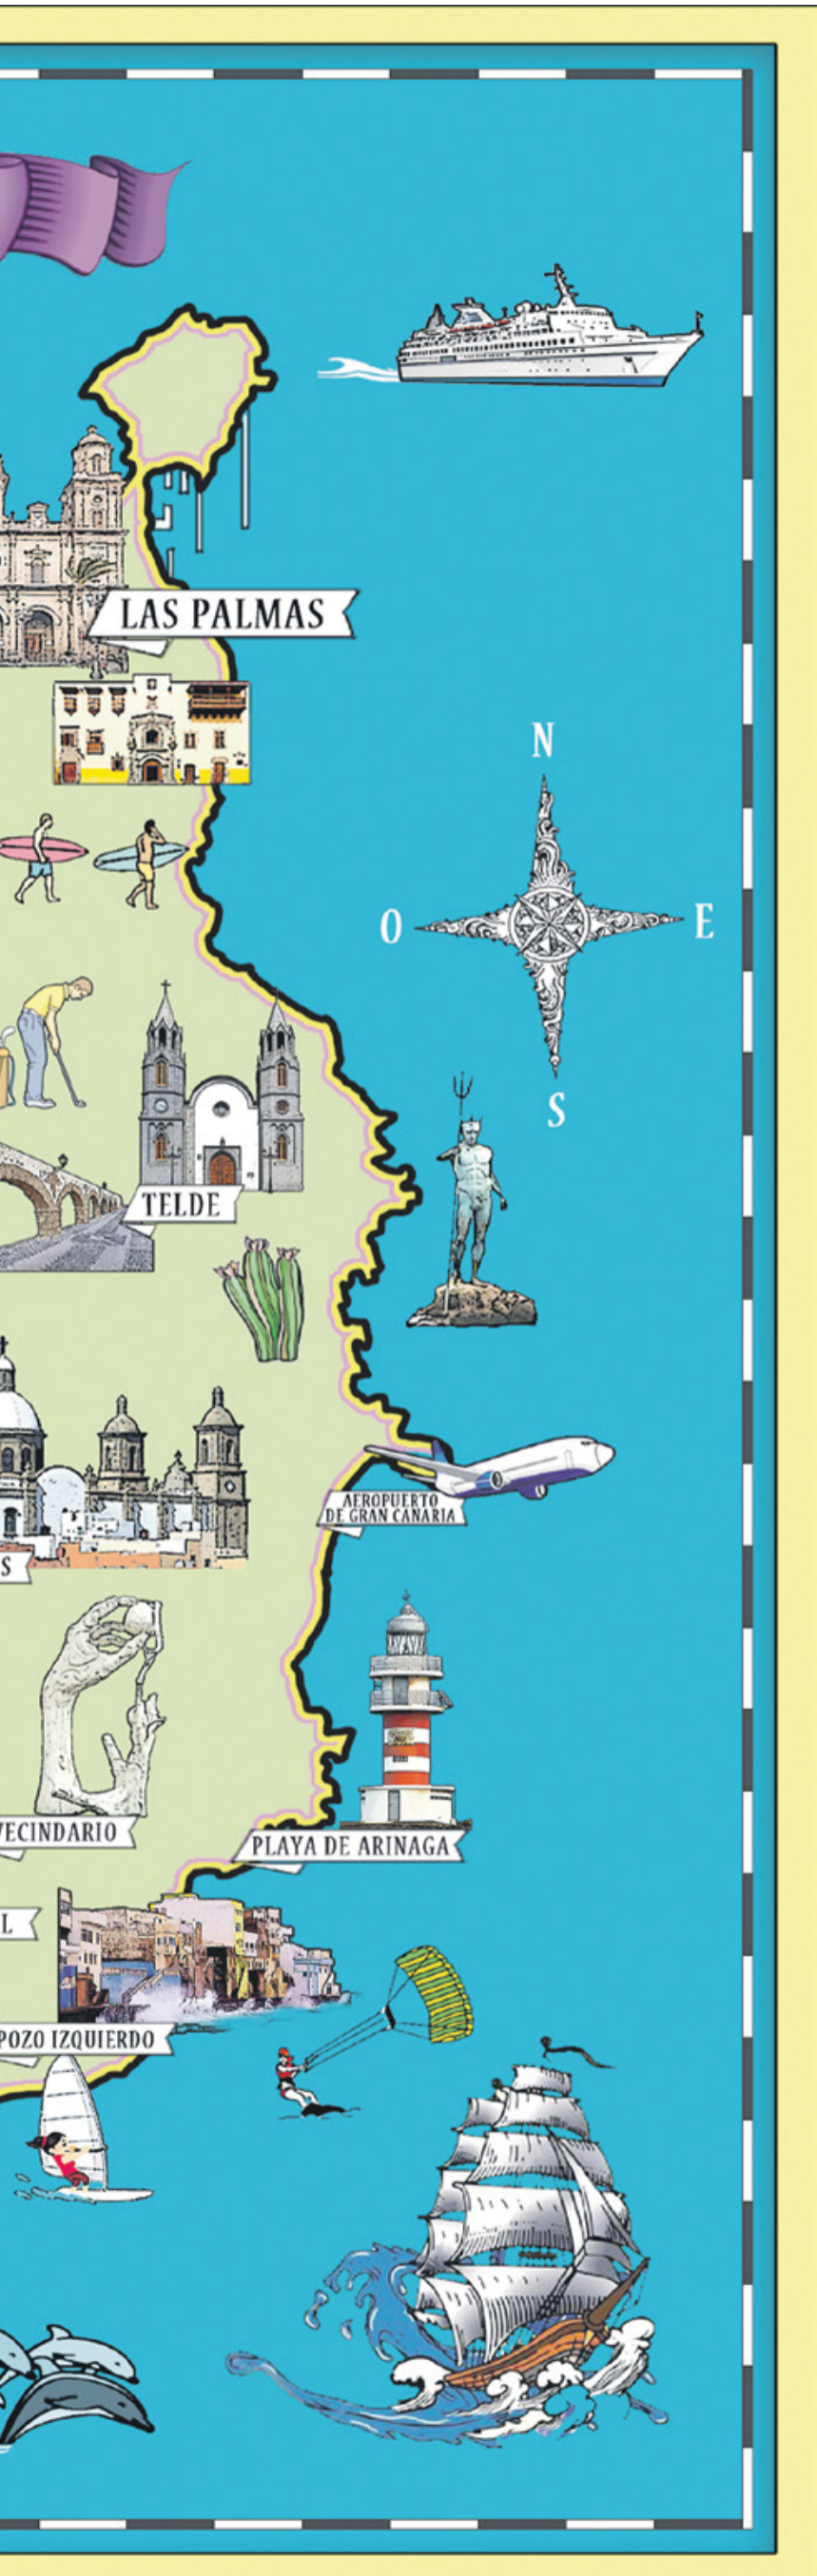 LAS PALMAS
N
O
E
S
TELDE
AEROPUERTO
DE GRAN CANARIA
S
VECINDARIO
PLAYA DE ARINAGA
L
POZO IZQUIERDO